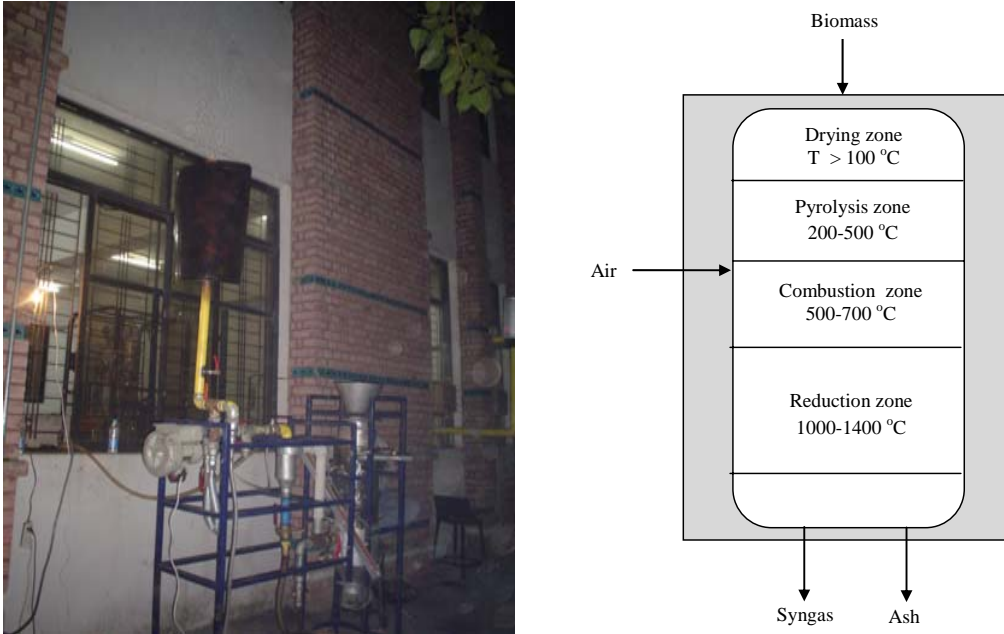 Biomass
Drying zone
T > 100 °C
Pyrolysis zone
200-500 °C
Air
Combustion zone
500-700 °C
Reduction zone
1000-1400 °C
Syngas
Ash